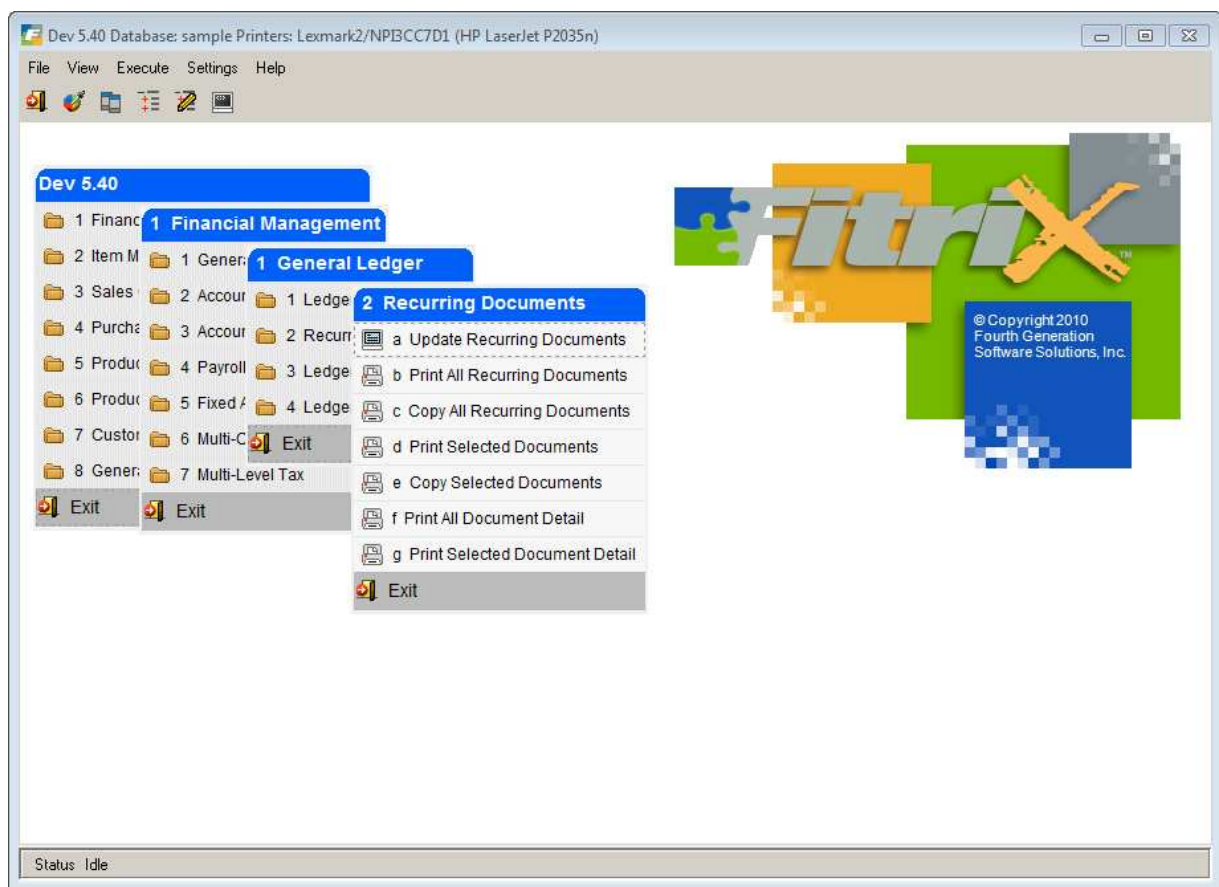 Dev 5.40 Database: sample Printers: Lexmark2/NPI3CC7D1 (HP LaserJet P2035n)
File View Execute Settings Help
Dev 5.40
1 Financ
2 Item M
3 Sales
4 Purcha
5 Produc
6 Produc
7 Custor
8 Genera
Exit
1 Financial Management
1 Genera
2 Accour
3 Accour
4 Payroll
5 Fixed A
6 Multi-C
7 Multi-Level Tax
Exit
1 General Ledger
1 Ledge
2 Recurr
3 Ledge
4 Ledge
Exit
2 Recurring Documents
a Update Recurring Documents
b Print All Recurring Documents
c Copy All Recurring Documents
d Print Selected Documents
e Copy Selected Documents
f Print All Document Detail
g Print Selected Document Detail
Exit
FitriX
TM
© Copyright 2010
Fourth Generation
Software Solutions, Inc.
Status Idle